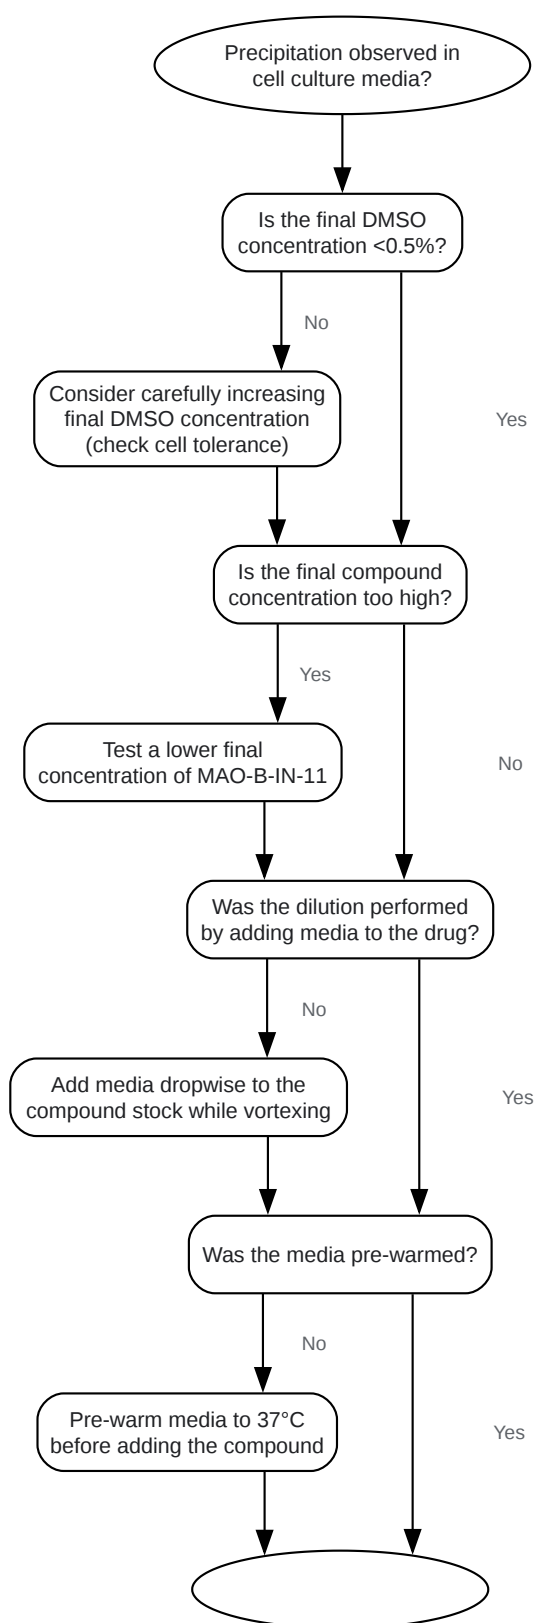 Precipitation observed in
cell culture media?
Is the final DMSO
concentration <0.5%?
No
Consider carefully increasing
final DMSO concentration
(check cell tolerance)
Yes
Is the final compound
concentration too high?
Yes
Test a lower final
concentration of MAO-B-IN-11
No
Was the dilution performed
by adding media to the drug?
No
Add media dropwise to the
compound stock while vortexing
Yes
Was the media pre-warmed?
No
Pre-warm media to 37°C
before adding the compound
Yes